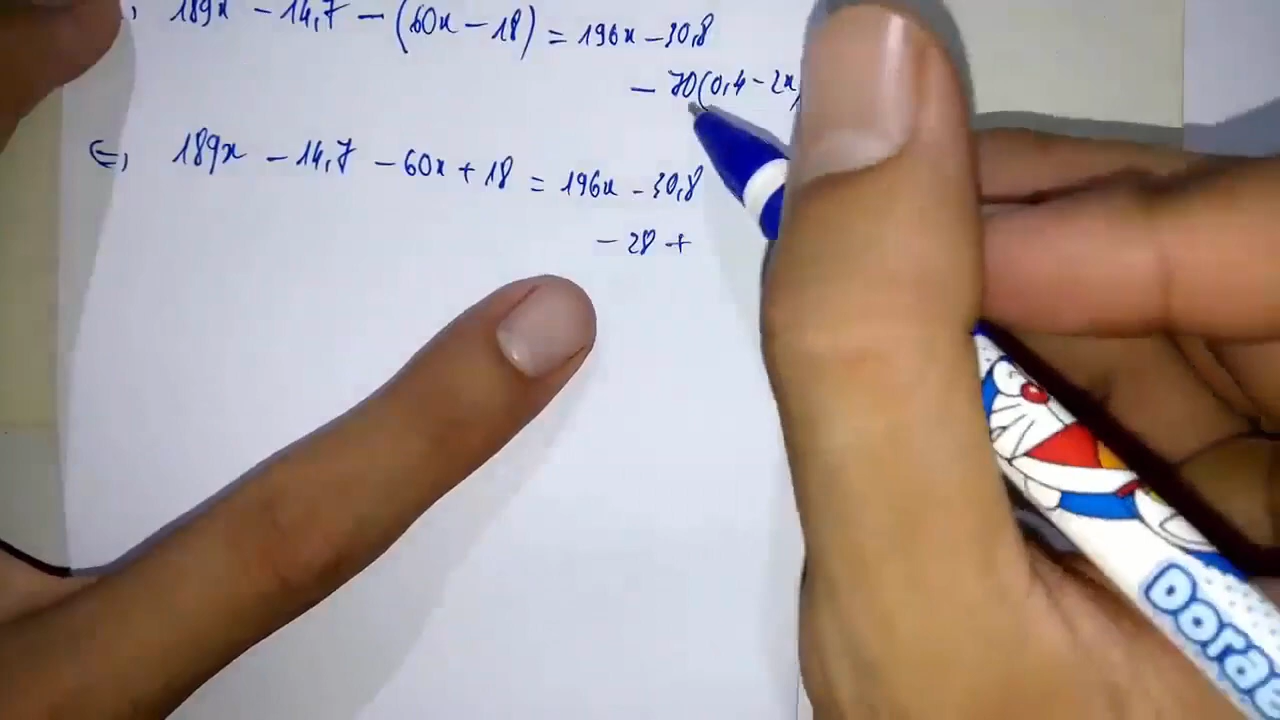 , 189x - 14,7 - (60x - 18) = 196x - 30,8
- 70(0,4 - 2x)
⇔, 189x - 14,7 - 60x + 18 = 196x - 30,8
- 28 +